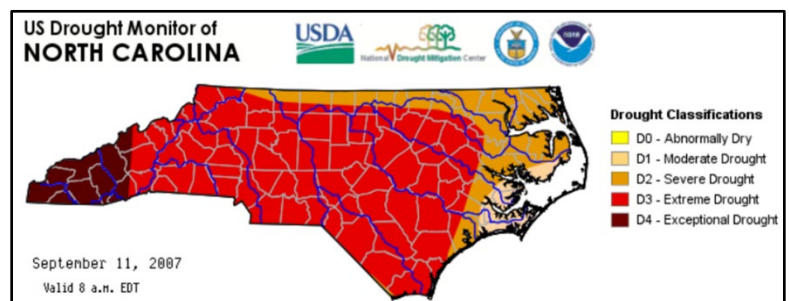 US Drought Monitor of
NORTH CAROLINA
USDA
National Drought Mitigation Center
noaa
Drought Classifications
D0 - Abnormally Dry
D1 - Moderate Drought
D2 - Severe Drought
D3 - Extreme Drought
D4 - Exceptional Drought
September 11, 2007
Valid 8 a.m. EDT